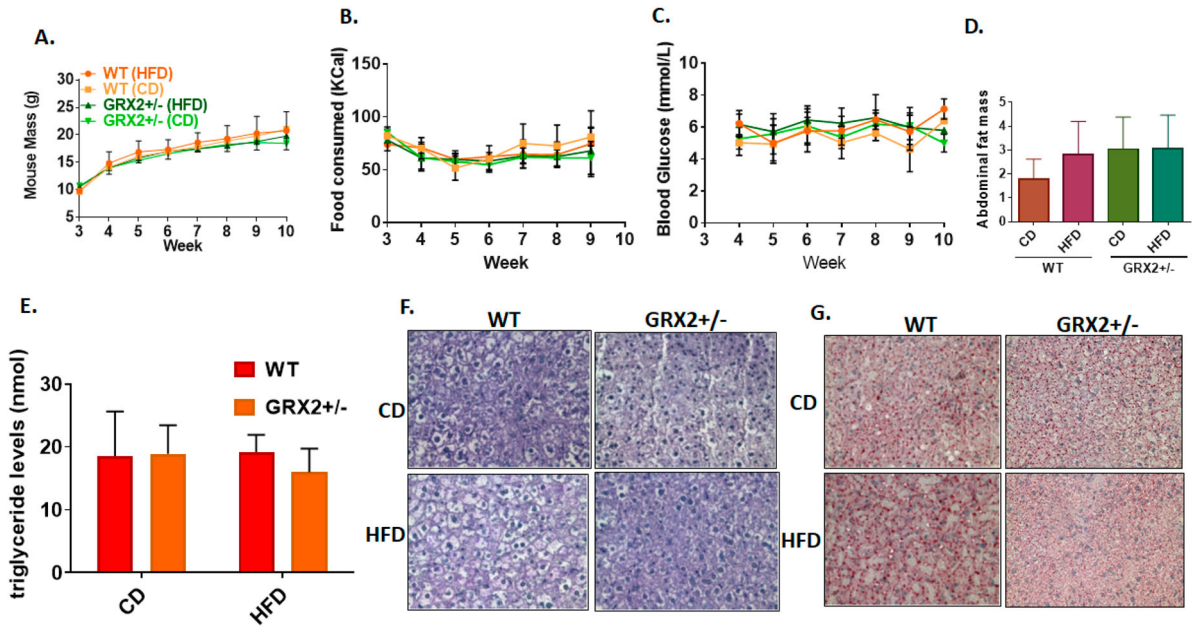 A.
Mouse Mass (g)
30
25
20
15
10
5
WT (HFD)
WT (CD)
GRX2+/- (HFD)
GRX2+/- (CD)
3 4 5 6 7 8 9 10
Week
B.
Food consumed (KCal)
150
100
50
0
3 4 5 6 7 8 9 10
Week
C.
Blood Glucose (mmol/L)
10
8
6
4
2
0
3 4 5 6 7 8 9 10
Week
D.
Abdominal fat mass
5
4
3
2
1
0
CD HFD CD HFD
WT GRX2+/-
E.
triglyceride levels (nmol)
30
20
10
0
WT
GRX2+/-
CD HFD
F.
WT GRX2+/-
CD
HFD
G.
WT GRX2+/-
CD
HFD